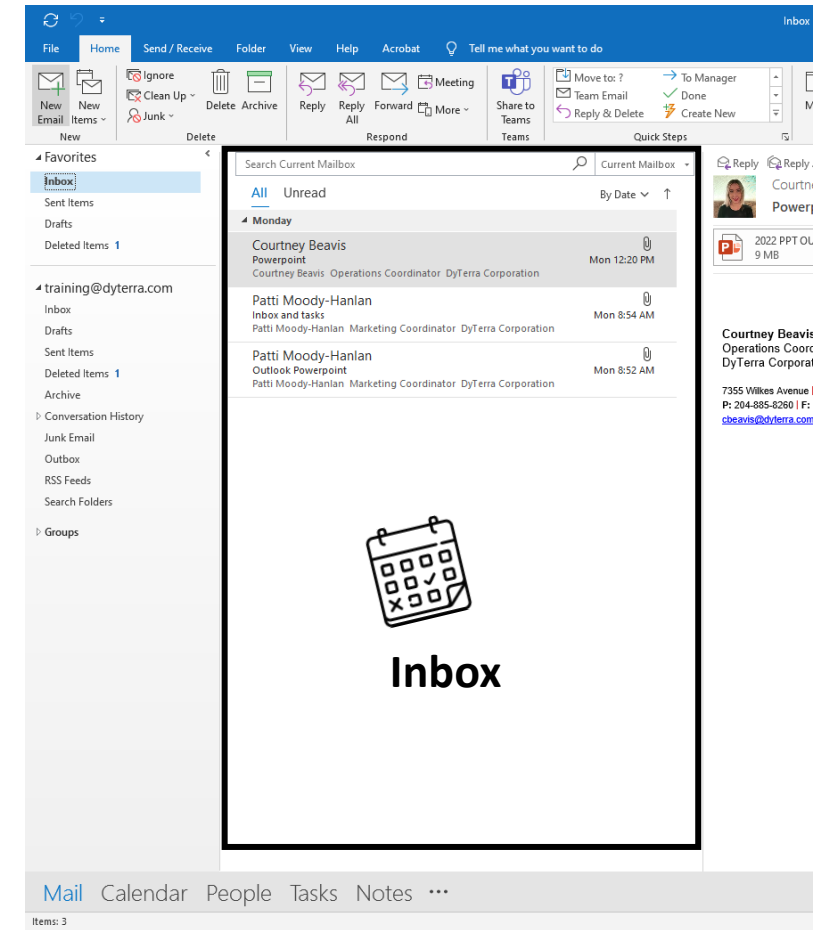 Inbox
File Home Send / Receive Folder View Help Acrobat Tell me what you want to do
New Email
New Items
Ignore
Clean Up
Junk
Delete
Archive
Reply
Reply All
Forward
Meeting
More
Share to Teams
Move to: ?
Team Email
Reply & Delete
To Manager
Done
Create New
M
New Delete Respond Teams Quick Steps
Favorites
Inbox
Sent Items
Drafts
Deleted Items 1
training@dyterra.com
Inbox
Drafts
Sent Items
Deleted Items 1
Archive
Conversation History
Junk Email
Outbox
RSS Feeds
Search Folders
Groups
Search Current Mailbox Current Mailbox
All Unread By Date
Monday
Courtney Beavis
Powerpoint Mon 12:20 PM
Courtney Beavis Operations Coordinator DyTerra Corporation
Patti Moody-Hanlan
Inbox and tasks Mon 8:54 AM
Patti Moody-Hanlan Marketing Coordinator DyTerra Corporation
Patti Moody-Hanlan
Outlook Powerpoint Mon 8:52 AM
Patti Moody-Hanlan Marketing Coordinator DyTerra Corporation
Inbox
Reply Reply
Courtne
Powerp
2022 PPT OU
9 MB
Courtney Beavis
Operations Coord
DyTerra Corporat
7355 Wilkes Avenue |
P: 204-885-8260 | F:
cbeavis@dyterra.com
Mail Calendar People Tasks Notes ...
Items: 3